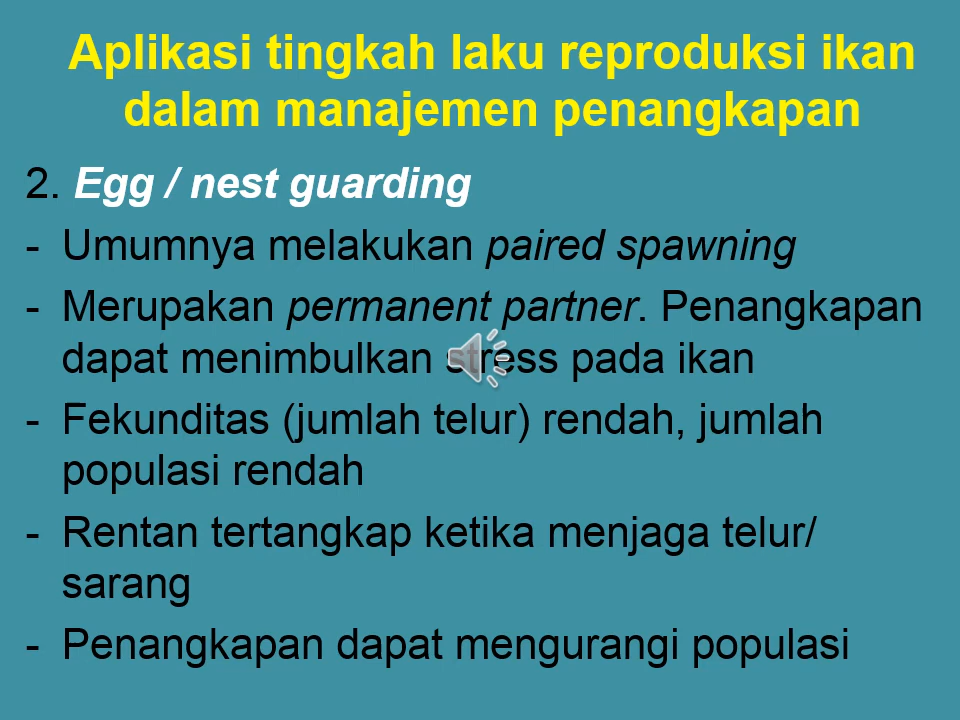 Aplikasi tingkah laku reproduksi ikan
dalam manajemen penangkapan
2. Egg / nest guarding
- Umumnya melakukan paired spawning
- Merupakan permanent partner. Penangkapan
dapat menimbulkan stress pada ikan
- Fekunditas (jumlah telur) rendah, jumlah
populasi rendah
- Rentan tertangkap ketika menjaga telur/
sarang
- Penangkapan dapat mengurangi populasi